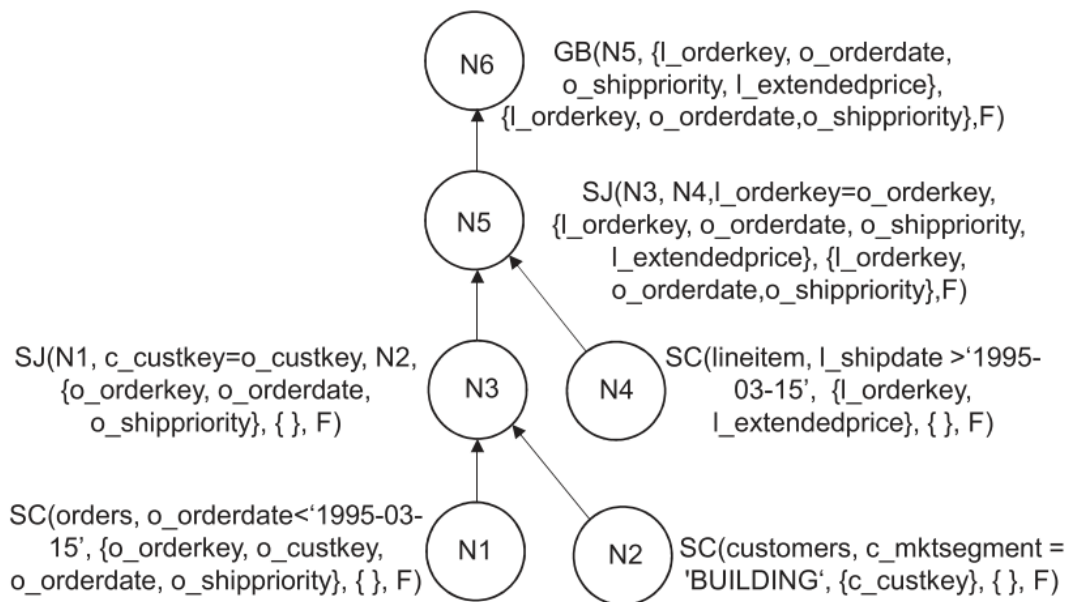 N6
GB(N5, {l_orderkey, o_orderdate,
o_shippriority, l_extendedprice},
{l_orderkey, o_orderdate,o_shippriority},F)
N5
SJ(N3, N4,l_orderkey=o_orderkey,
{l_orderkey, o_orderdate, o_shippriority,
l_extendedprice}, {l_orderkey,
o_orderdate,o_shippriority},F)
SJ(N1, c_custkey=o_custkey, N2,
{o_orderkey, o_orderdate,
o_shippriority}, { }, F)
N3
N4
SC(lineitem, l_shipdate >‘1995-
03-15’, {l_orderkey,
l_extendedprice}, { }, F)
SC(orders, o_orderdate<‘1995-03-
15’, {o_orderkey, o_custkey,
o_orderdate, o_shippriority}, { }, F)
N1
N2
SC(customers, c_mktsegment =
'BUILDING‘, {c_custkey}, { }, F)